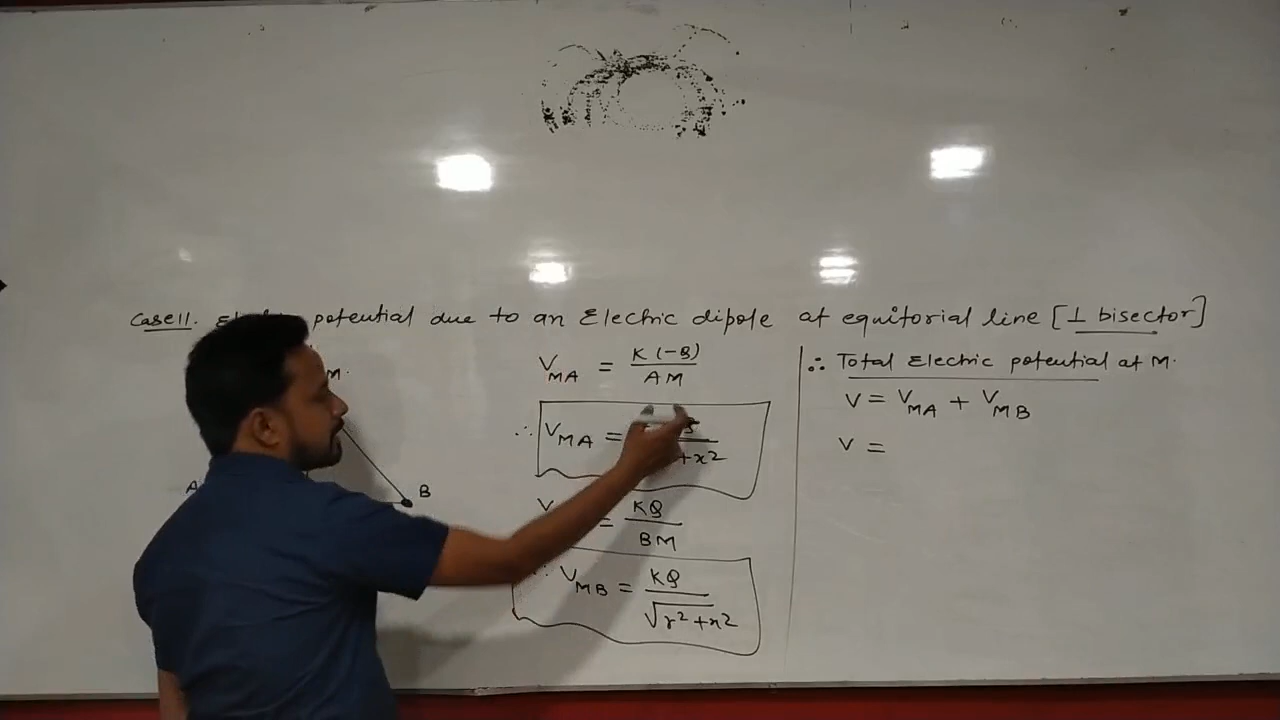 Case II. potential due to an Electric dipole at equitorial line [⊥ bisector]
M.
A
B
V_MA = K(-Q)/AM
∴ V_MA = +x²
V = KQ/BM
V_MB = KQ/√r²+x²
∴ Total Electric potential at M.
V = V_MA + V_MB
V =